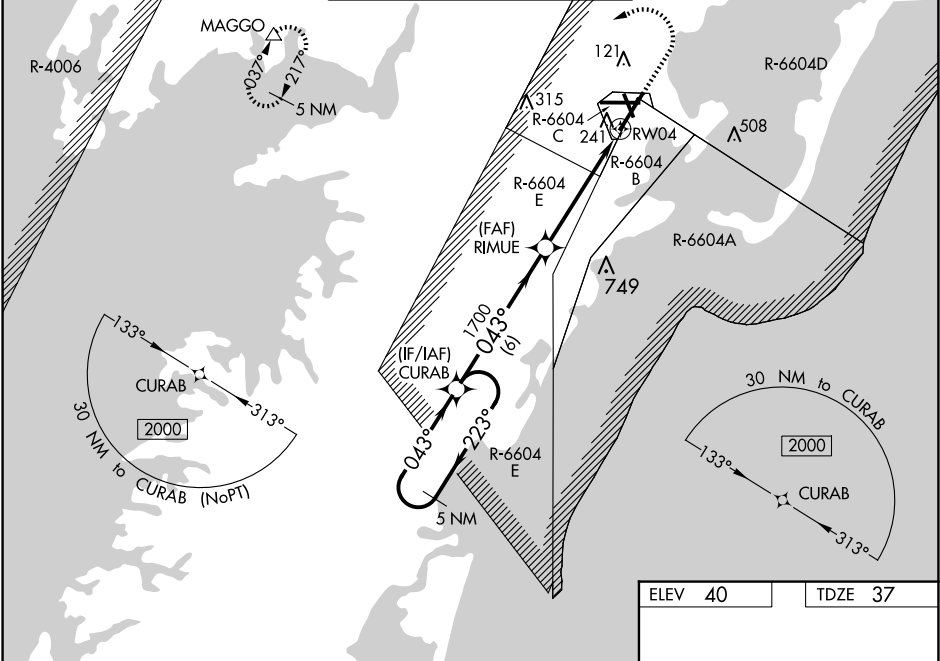 MAGGO
037°
217°
5 NM
R-4006
121
R-6604D
315
R-6604
C
241
RW04
508
R-6604
B
R-6604
E
(FAF)
RIMUE
R-6604A
749
1700
043°
(6)
(IF/IAF)
CURAB
133°
CURAB
313°
2000
30 NM to CURAB (NoPT)
043°
223°
R-6604
E
5 NM
30 NM to CURAB
2000
133°
CURAB
313°
ELEV 40
TDZE 37